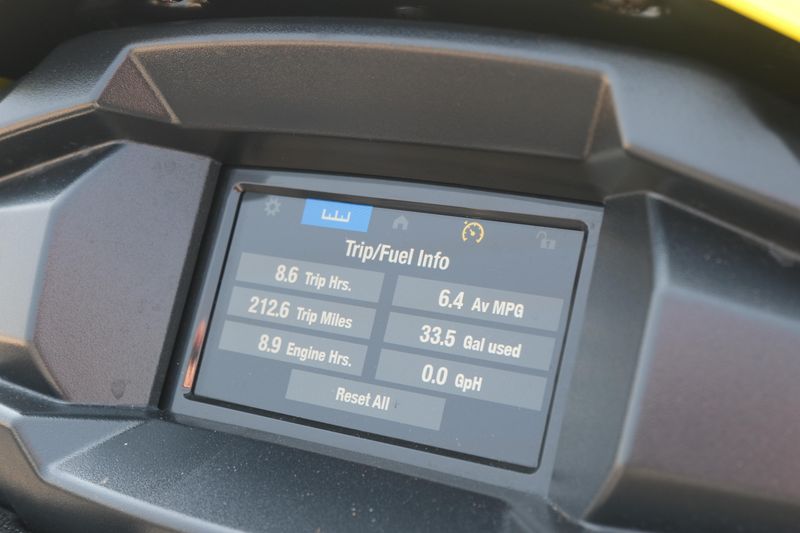 Trip/Fuel Info
8.6 Trip Hrs.
212.6 Trip Miles
8.9 Engine Hrs.
6.4 Av MPG
33.5 Gal used
0.0 GpH
Reset All